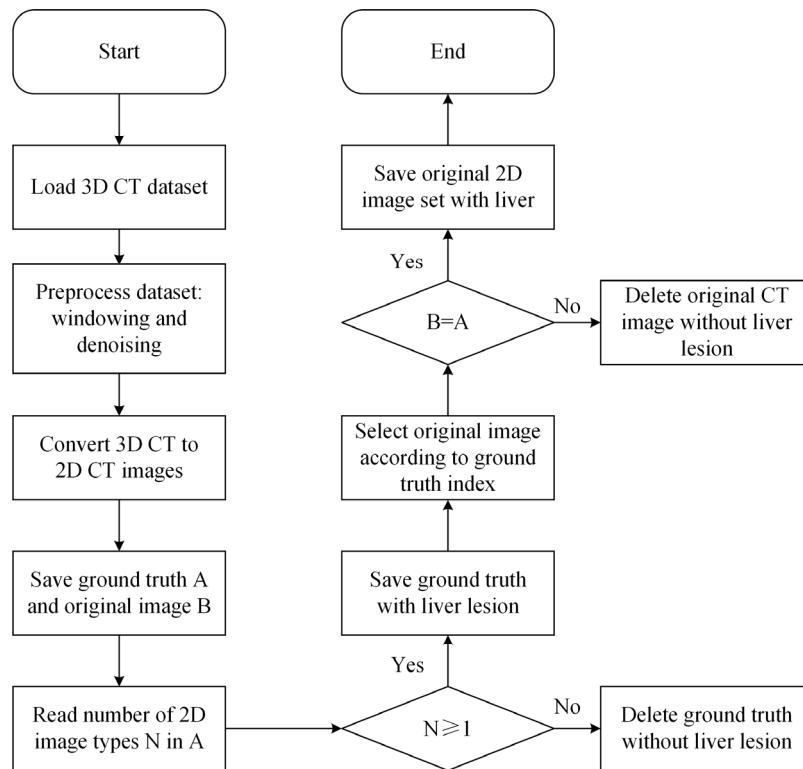 Start
Load 3D CT dataset
Preprocess dataset:
windowing and
denoising
Convert 3D CT to
2D CT images
Save ground truth A
and original image B
Read number of 2D
image types N in A
N⩾1
No
Delete ground truth
without liver lesion
Yes
Save ground truth
with liver lesion
Select original image
according to ground
truth index
B=A
No
Delete original CT
image without liver
lesion
Yes
Save original 2D
image set with liver
End